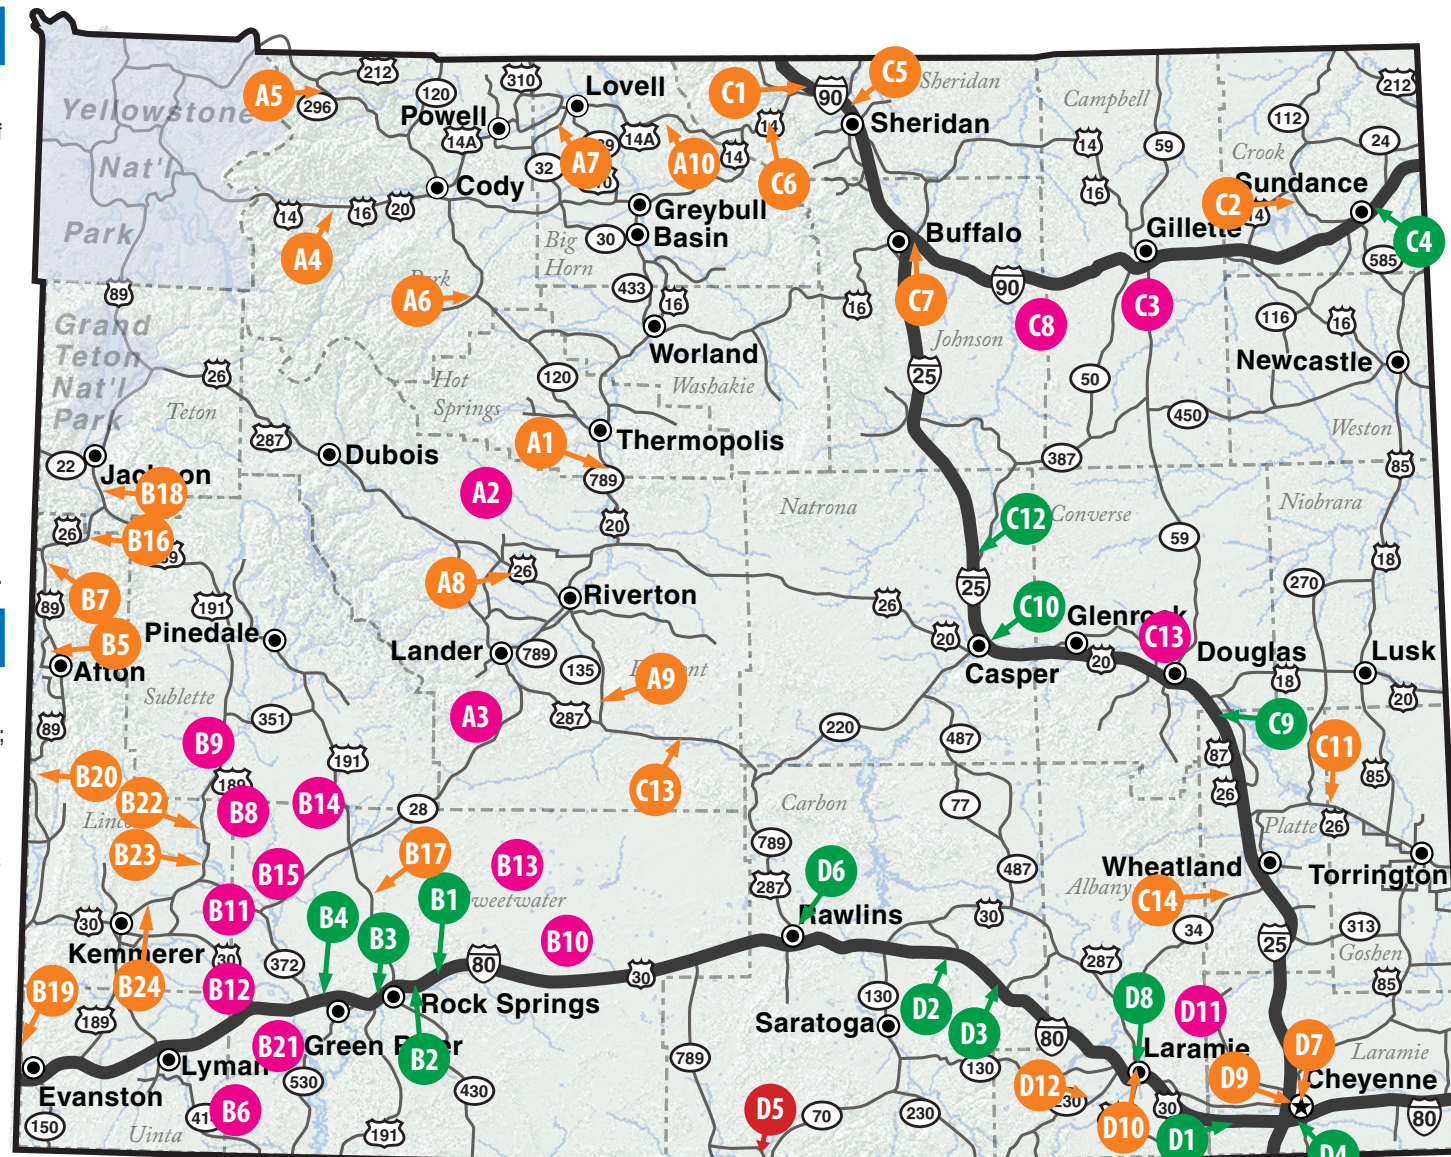 212
310
Lovell
C5
Sheridan
A5
296
120
Powell
C1
90
Campbell
212
Yellowstone
14A
14A
14
Sheridan
112
24
Nat'l
32
A7
A10
14
C6
14
59
Crook
Cody
16
Sundance
14
16
20
Greybull
C2
Park
Basin
30
Big
Horn
Buffalo
Gillette
C4
A4
585
89
Park
A6
433
16
16
C7
90
C8
C3
116
16
Grand
Teton
Nat'l
Park
Worland
Johnson
Newcastle
26
Hot
Springs
120
Washakie
25
50
Teton
450
287
A1
Thermopolis
Weston
22
Dubois
387
85
Jackson
789
B18
A2
Natrona
C12
Converse
Niobrara
26
B16
20
59
18
A8
26
25
270
B7
89
191
Riverton
26
C10
Glenrock
B5
Pinedale
Lander
789
20
C13
Douglas
Lusk
Afton
135
20
18
Casper
Sublette
A9
20
89
351
A3
287
220
487
C9
B9
87
C11
191
B20
189
C13
85
B22
B8
B14
28
77
26
Carbon
Platte
26
B23
B17
789
Wheatland
B15
B13
D6
487
Torrington
287
Albany
B11
B4
B1
Rawlins
C14
30
30
313
Kemmerer
B3
B10
34
25
Goshen
30
372
80
30
287
B19
B24
B12
D2
85
Rock Springs
130
D8
D11
189
Saratoga
D3
B21
Green River
80
Laramie
D7
Laramie
Lyman
B2
789
130
D9
Cheyenne
Evanston
530
430
D12
B6
D5
70
230
30
80
150
D10
Uinta
191
D1
D4